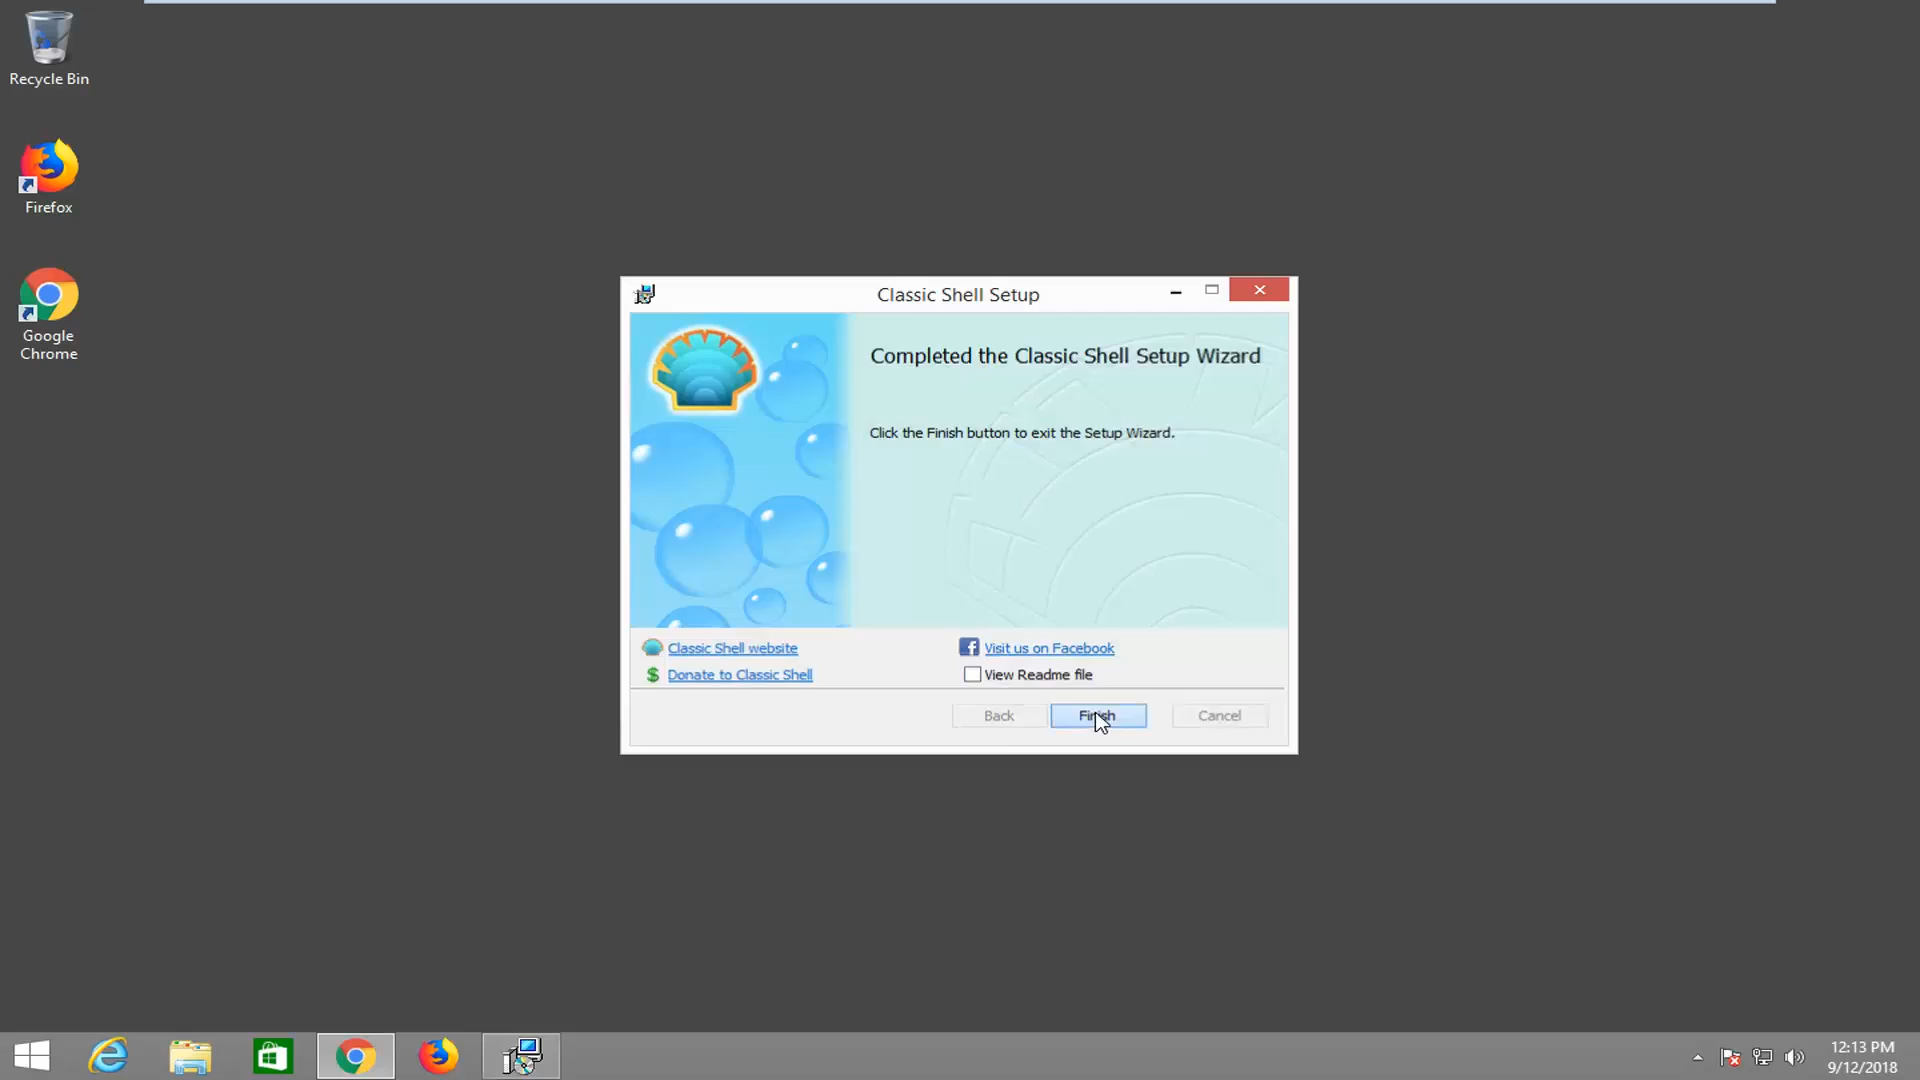 Recycle Bin
Firefox
Google
Chrome
Classic Shell Setup
Completed the Classic Shell Setup Wizard
Click the Finish button to exit the Setup Wizard.
Classic Shell website
Visit us on Facebook
Donate to Classic Shell
View Readme file
Back
Finish
Cancel
12:13 PM
9/12/2018